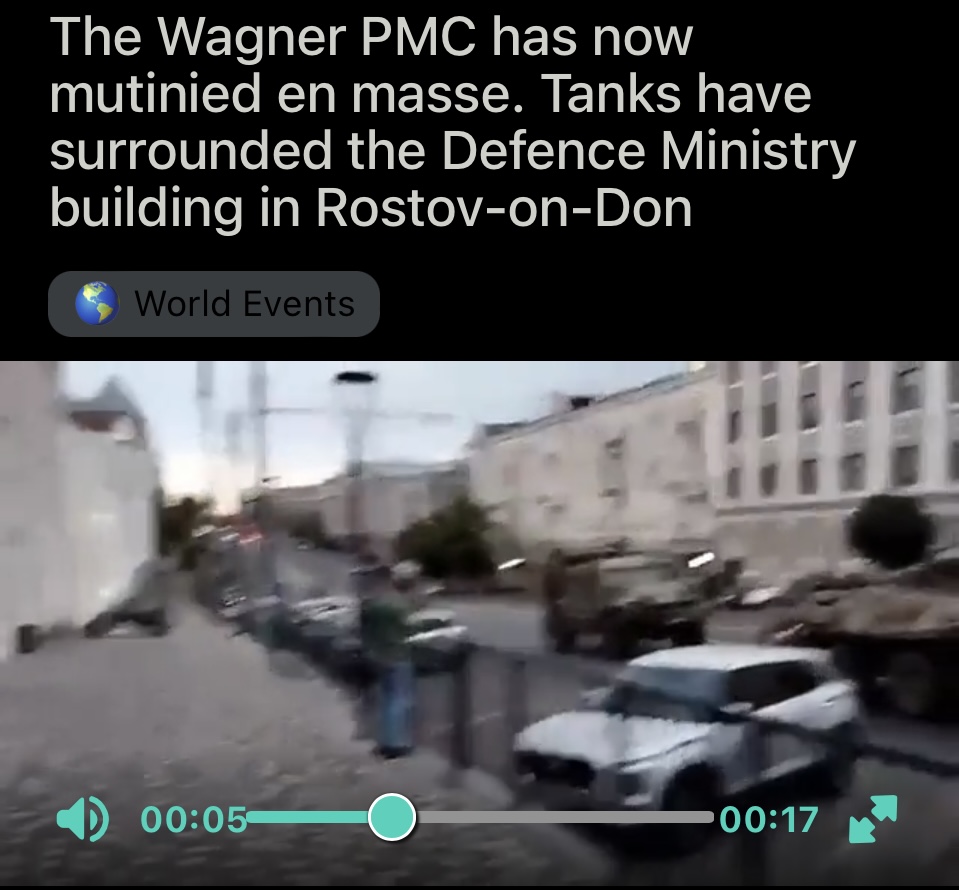 The Wagner PMC has now
mutinied en masse. Tanks have
surrounded the Defence Ministry
building in Rostov-on-Don
World Events
00:05 00:17